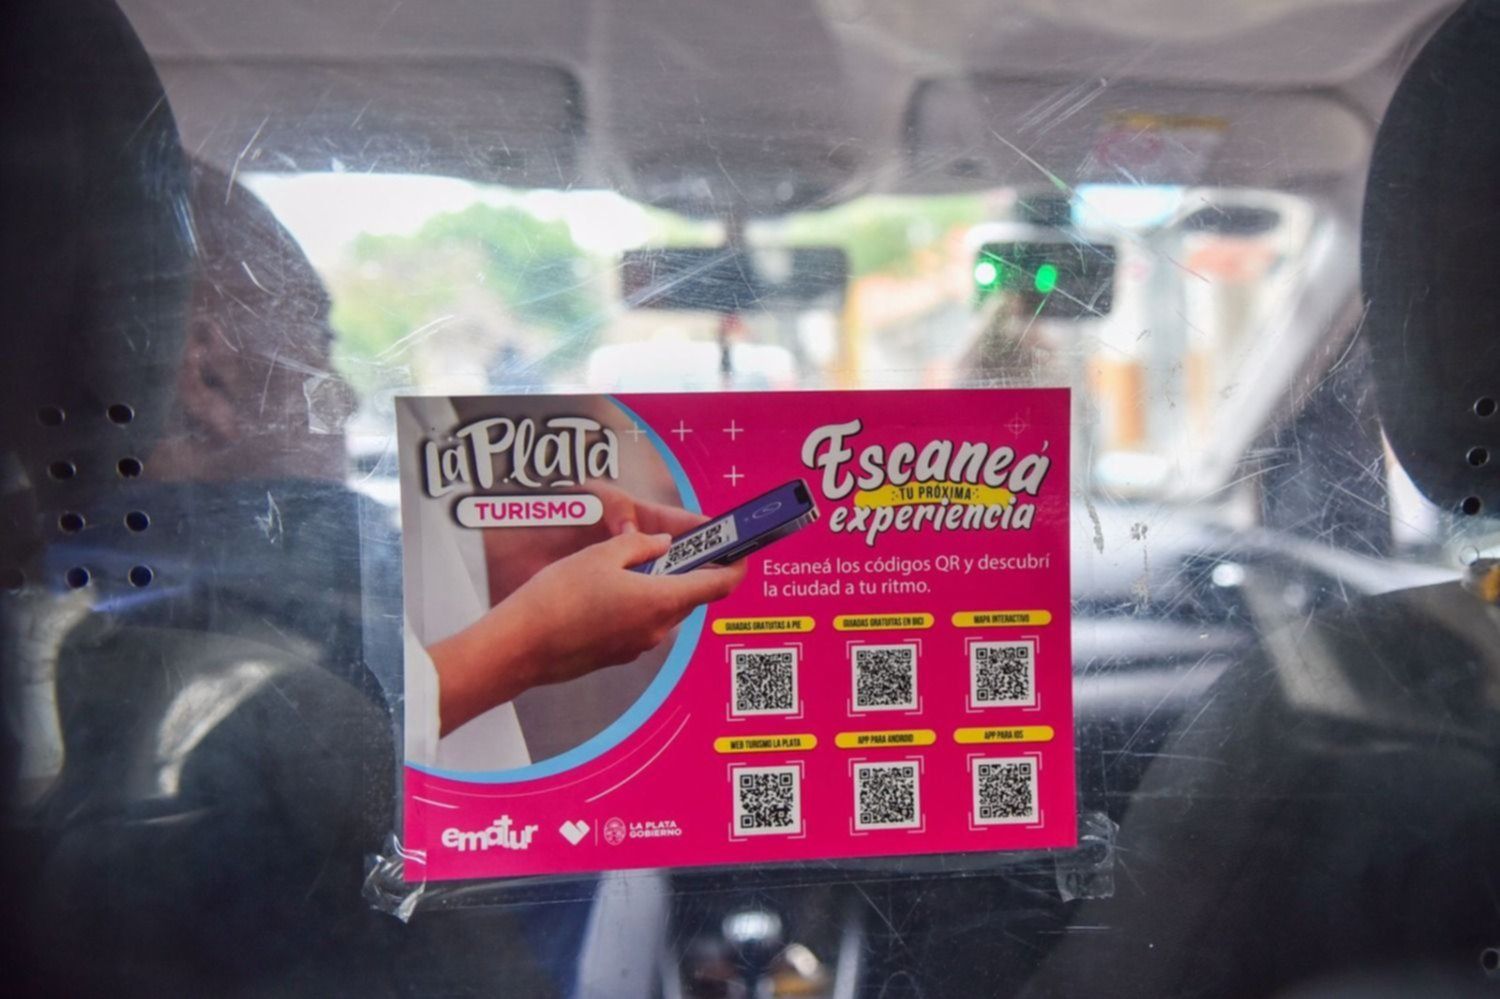 La Plata
TURISMO
Escaneá
TU PRÓXIMA
experiencia
Escaneá los códigos QR y descubrí
la ciudad a tu ritmo.
GUIADAS GRATUITAS A PIE
GUIADAS GRATUITAS EN BICI
MAPA INTERACTIVO
WEB TURISMO LA PLATA
APP PARA ANDROID
APP PARA IOS
ematur
LA PLATA
GOBIERNO